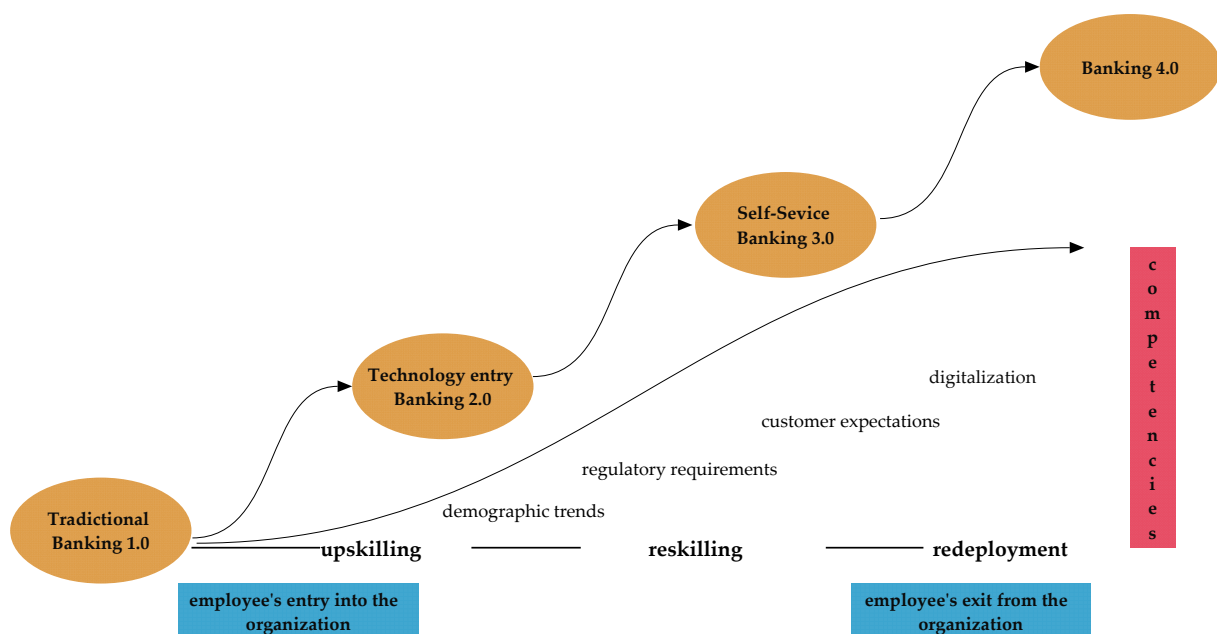 Banking 4.0
Self-Sevice
Banking 3.0
Technology entry
Banking 2.0
Tradictional
Banking 1.0
digitalization
customer expectations
regulatory requirements
demographic trends
upskilling
reskilling
redeployment
employee's entry into the
organization
employee's exit from the
organization
c
o
m
p
e
t
e
n
c
i
e
s